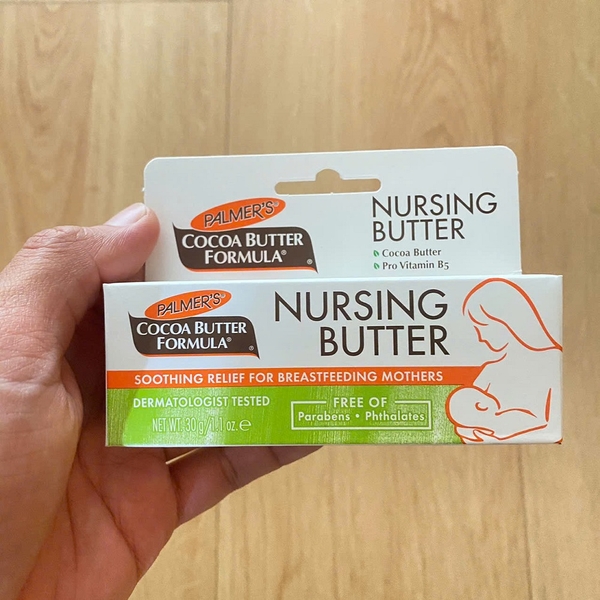 PALMER'S®
COCOA BUTTER
FORMULA®
NURSING
BUTTER
Cocoa Butter
Pro Vitamin B5
PALMER'S®
COCOA BUTTER
FORMULA®
NURSING
BUTTER
SOOTHING RELIEF FOR BREASTFEEDING MOTHERS
DERMATOLOGIST TESTED
NET WT. 30 g/1.1 oz. e
FREE OF
Parabens • Phthalates